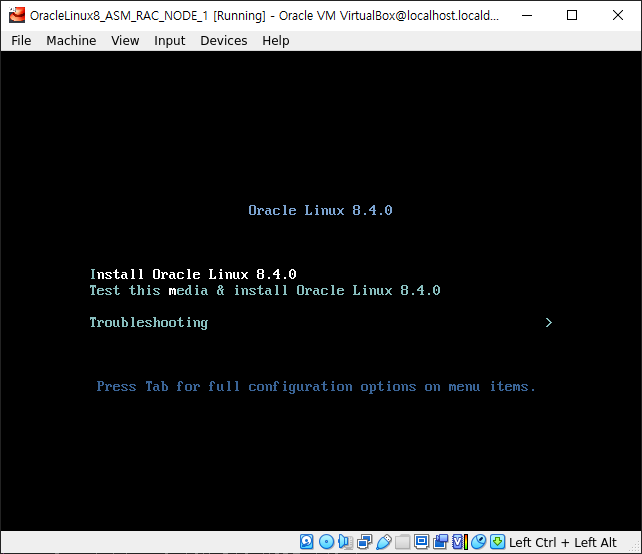 OracleLinux8_ASM_RAC_NODE_1 [Running] - Oracle VM VirtualBox@localhost.locald...
File Machine View Input Devices Help
Oracle Linux 8.4.0
Install Oracle Linux 8.4.0
Test this media & install Oracle Linux 8.4.0
Troubleshooting >
Press Tab for full configuration options on menu items.
Left Ctrl + Left Alt